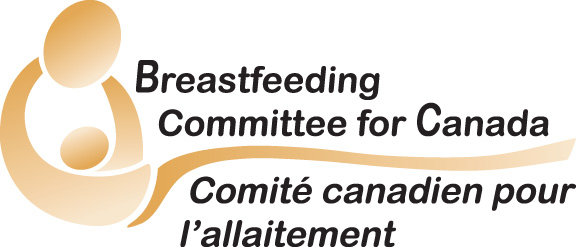 Breastfeeding
Committee for Canada
Comité canadien pour
l'allaitement